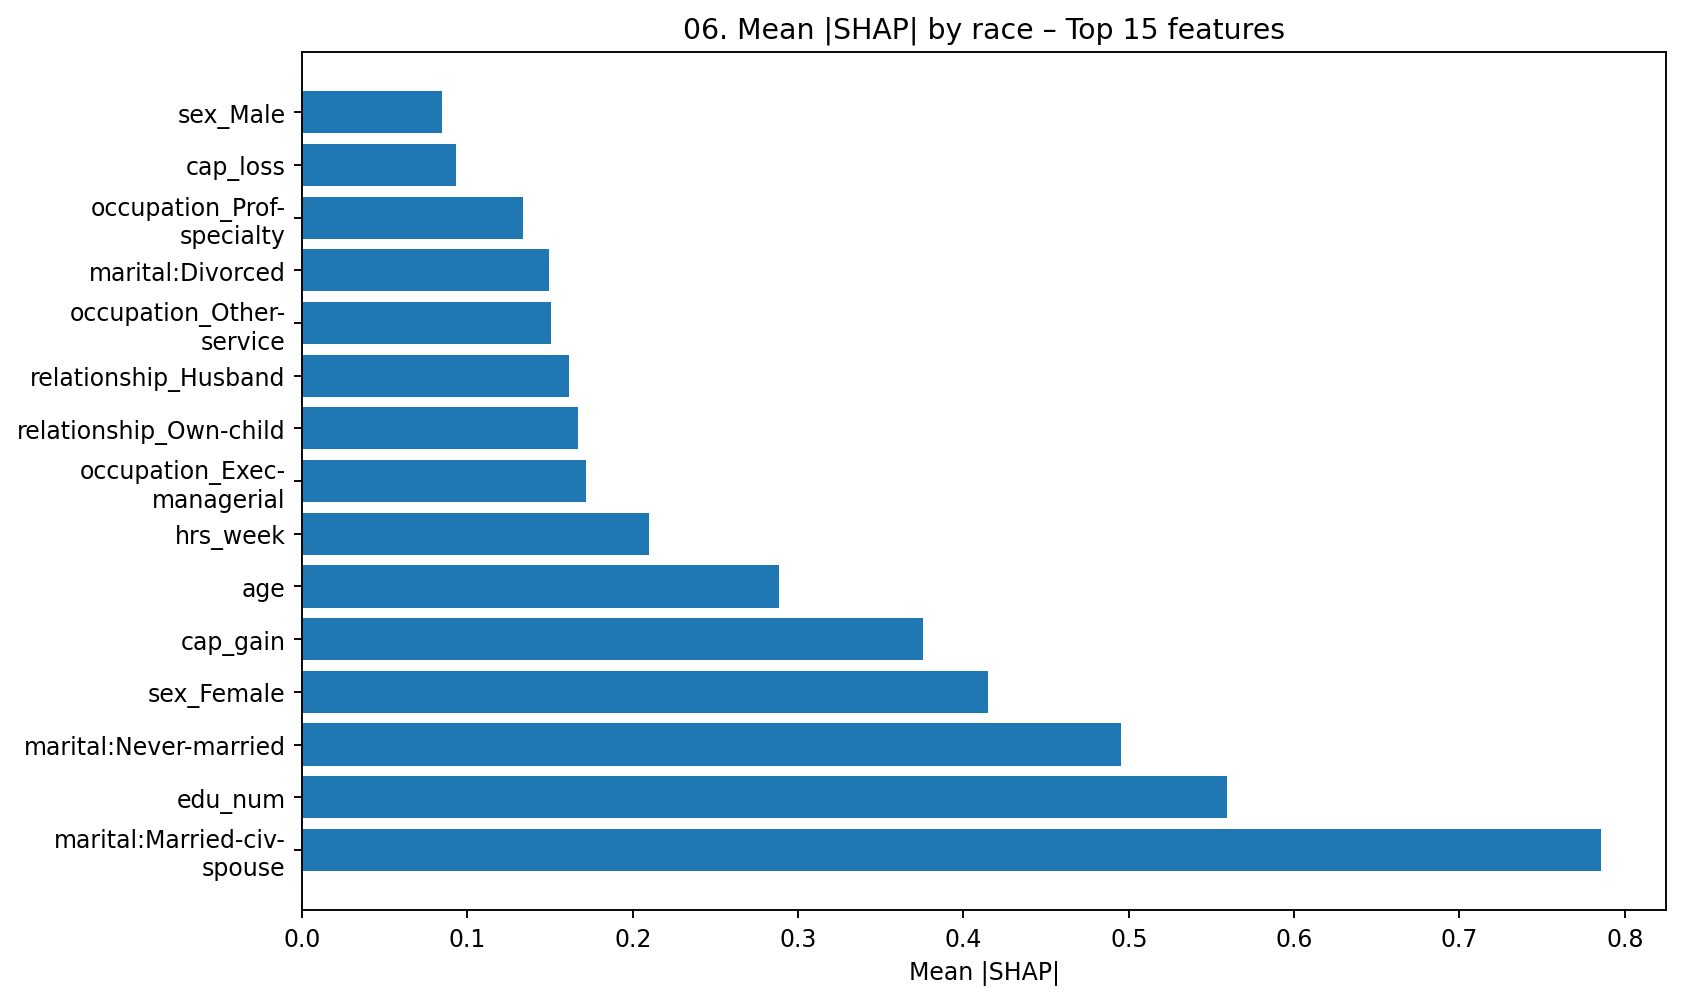 06. Mean |SHAP| by race – Top 15 features
sex_Male
cap_loss
occupation_Prof-
specialty
marital:Divorced
occupation_Other-
service
relationship_Husband
relationship_Own-child
occupation_Exec-
managerial
hrs_week
age
cap_gain
sex_Female
marital:Never-married
edu_num
marital:Married-civ-
spouse
0.0 0.1 0.2 0.3 0.4 0.5 0.6 0.7 0.8
Mean |SHAP|